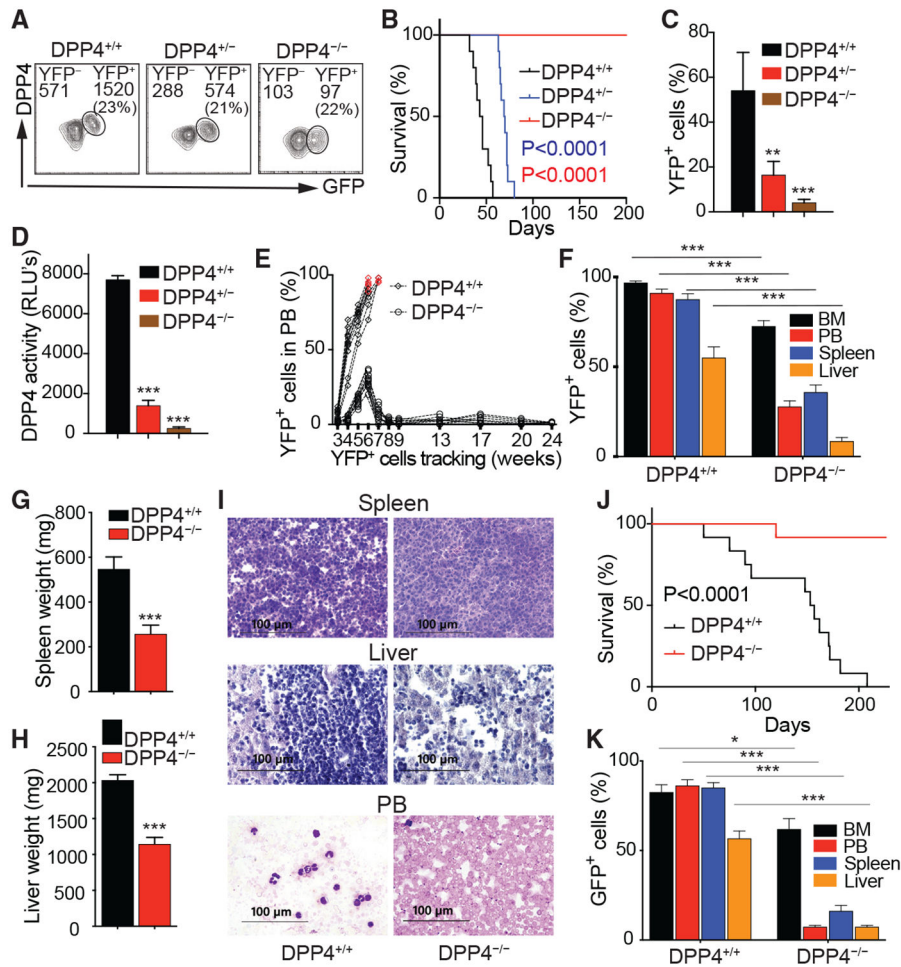 A
DPP4⁺/⁺ DPP4⁺/⁻ DPP4⁻/⁻
DPP4
YFP⁻ YFP⁺
571 1520
(23%)
YFP⁻ YFP⁺
288 574
(21%)
YFP⁻ YFP⁺
103 97
(22%)
GFP
B
Survival (%)
100
50
0
0 50 100 150 200
Days
DPP4⁺/⁺
DPP4⁺/⁻
DPP4⁻/⁻
P<0.0001
P<0.0001
C
YFP⁺ cells (%)
80
60
40
20
0
DPP4⁺/⁺
DPP4⁺/⁻
DPP4⁻/⁻
**
***
D
DPP4 activity (RLU's)
8000
6000
4000
2000
0
DPP4⁺/⁺
DPP4⁺/⁻
DPP4⁻/⁻
***
***
E
YFP⁺ cells in PB (%)
100
50
0
DPP4⁺/⁺
DPP4⁻/⁻
3456789 13 17 20 24
YFP⁺ cells tracking (weeks)
F
YFP⁺ cells (%)
100
50
0
***
***
***
***
BM
PB
Spleen
Liver
DPP4⁺/⁺ DPP4⁻/⁻
G
Spleen weight (mg)
800
600
400
200
0
DPP4⁺/⁺
DPP4⁻/⁻
***
H
Liver weight (mg)
2500
2000
1500
1000
500
0
DPP4⁺/⁺
DPP4⁻/⁻
***
I
Spleen
100 µm 100 µm
Liver
100 µm 100 µm
PB
100 µm 100 µm
DPP4⁺/⁺ DPP4⁻/⁻
J
Survival (%)
100
50
0
P<0.0001
DPP4⁺/⁺
DPP4⁻/⁻
0 100 200
Days
K
GFP⁺ cells (%)
100
50
0
*
***
***
***
BM
PB
Spleen
Liver
DPP4⁺/⁺ DPP4⁻/⁻